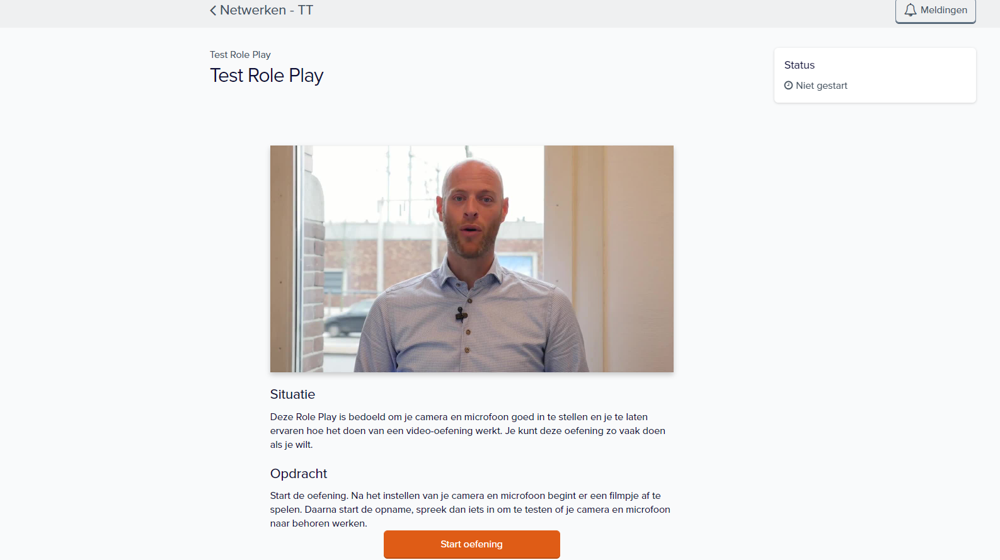 Netwerken - TT
Meldingen
Test Role Play
Test Role Play
Status
Niet gestart
Situatie
Deze Role Play is bedoeld om je camera en microfoon goed in te stellen en je te laten
ervaren hoe het doen van een video-oefening werkt. Je kunt deze oefening zo vaak doen
als je wilt.
Opdracht
Start de oefening. Na het instellen van je camera en microfoon begint er een filmpje af te
spelen. Daarna start de opname, spreek dan iets in om te testen of je camera en microfoon
naar behoren werken.
Start oefening